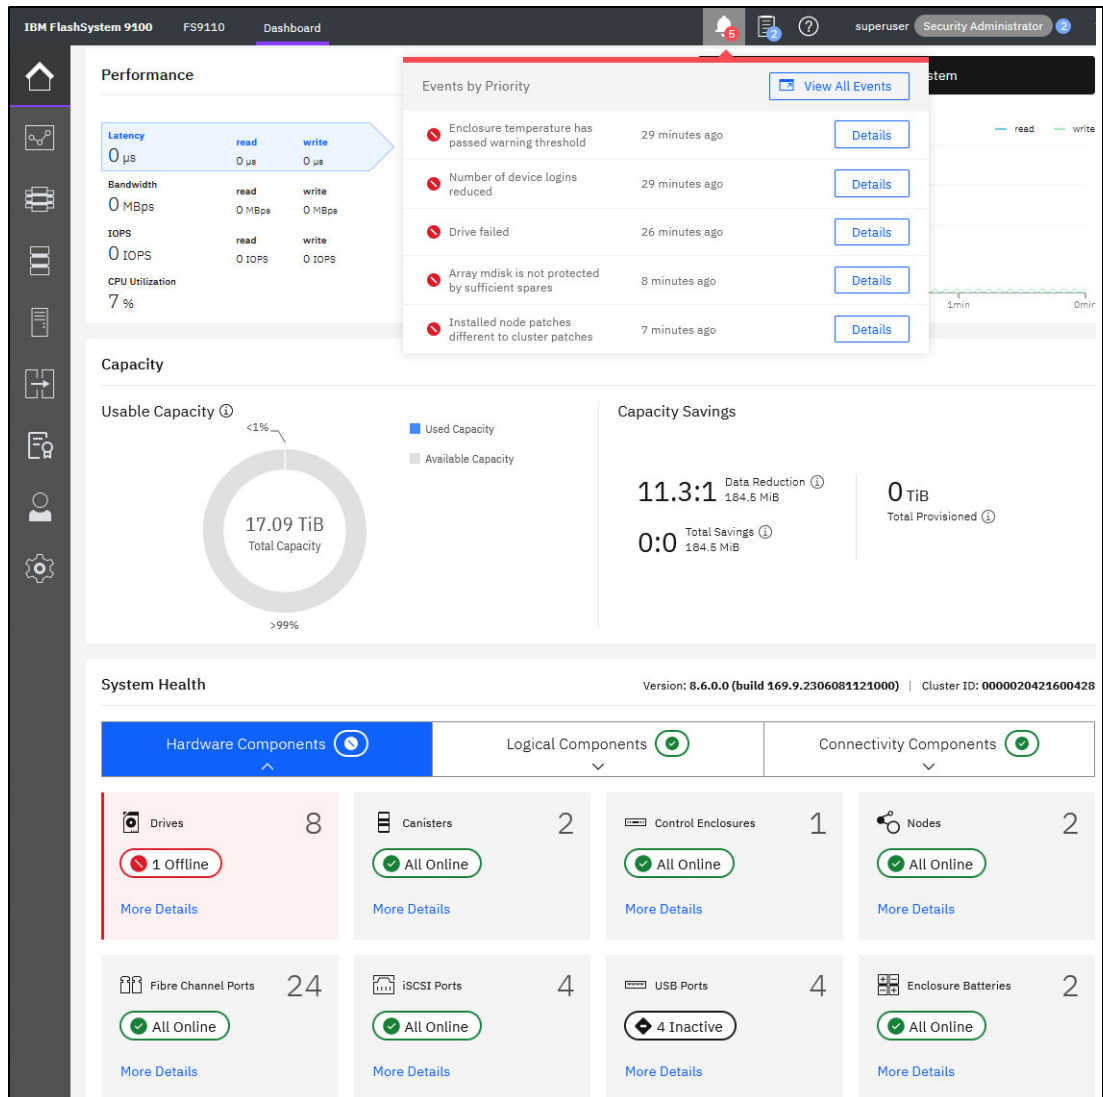 IBM FlashSystem 9100 FS9110 Dashboard 5 2 superuser Security Administrator 2
Performance
stem
Events by Priority View All Events
Enclosure temperature has
passed warning threshold
29 minutes ago Details
Number of device logins
reduced
29 minutes ago Details
Drive failed 26 minutes ago Details
Array mdisk is not protected
by sufficient spares
8 minutes ago Details
Installed node patches
different to cluster patches
7 minutes ago Details
Latency read write
0 µs 0 µs 0 µs
Bandwidth read write
0 MBps 0 MBps 0 MBps
IOPS read write
0 IOPS 0 IOPS 0 IOPS
CPU Utilization
7 %
read write
1min 0min
Capacity
Usable Capacity
<1%
17.09 TiB
Total Capacity
>99%
Used Capacity
Available Capacity
Capacity Savings
11.3:1 Data Reduction
184.5 MiB
0:0 Total Savings
184.5 MiB
0 TiB
Total Provisioned
System Health Version: 8.6.0.0 (build 169.9.2306081121000) | Cluster ID: 0000020421600428
Hardware Components Logical Components Connectivity Components
Drives 8
1 Offline
More Details
Canisters 2
All Online
More Details
Control Enclosures 1
All Online
More Details
Nodes 2
All Online
More Details
Fibre Channel Ports 24
All Online
More Details
iSCSI Ports 4
All Online
More Details
USB Ports 4
4 Inactive
More Details
Enclosure Batteries 2
All Online
More Details